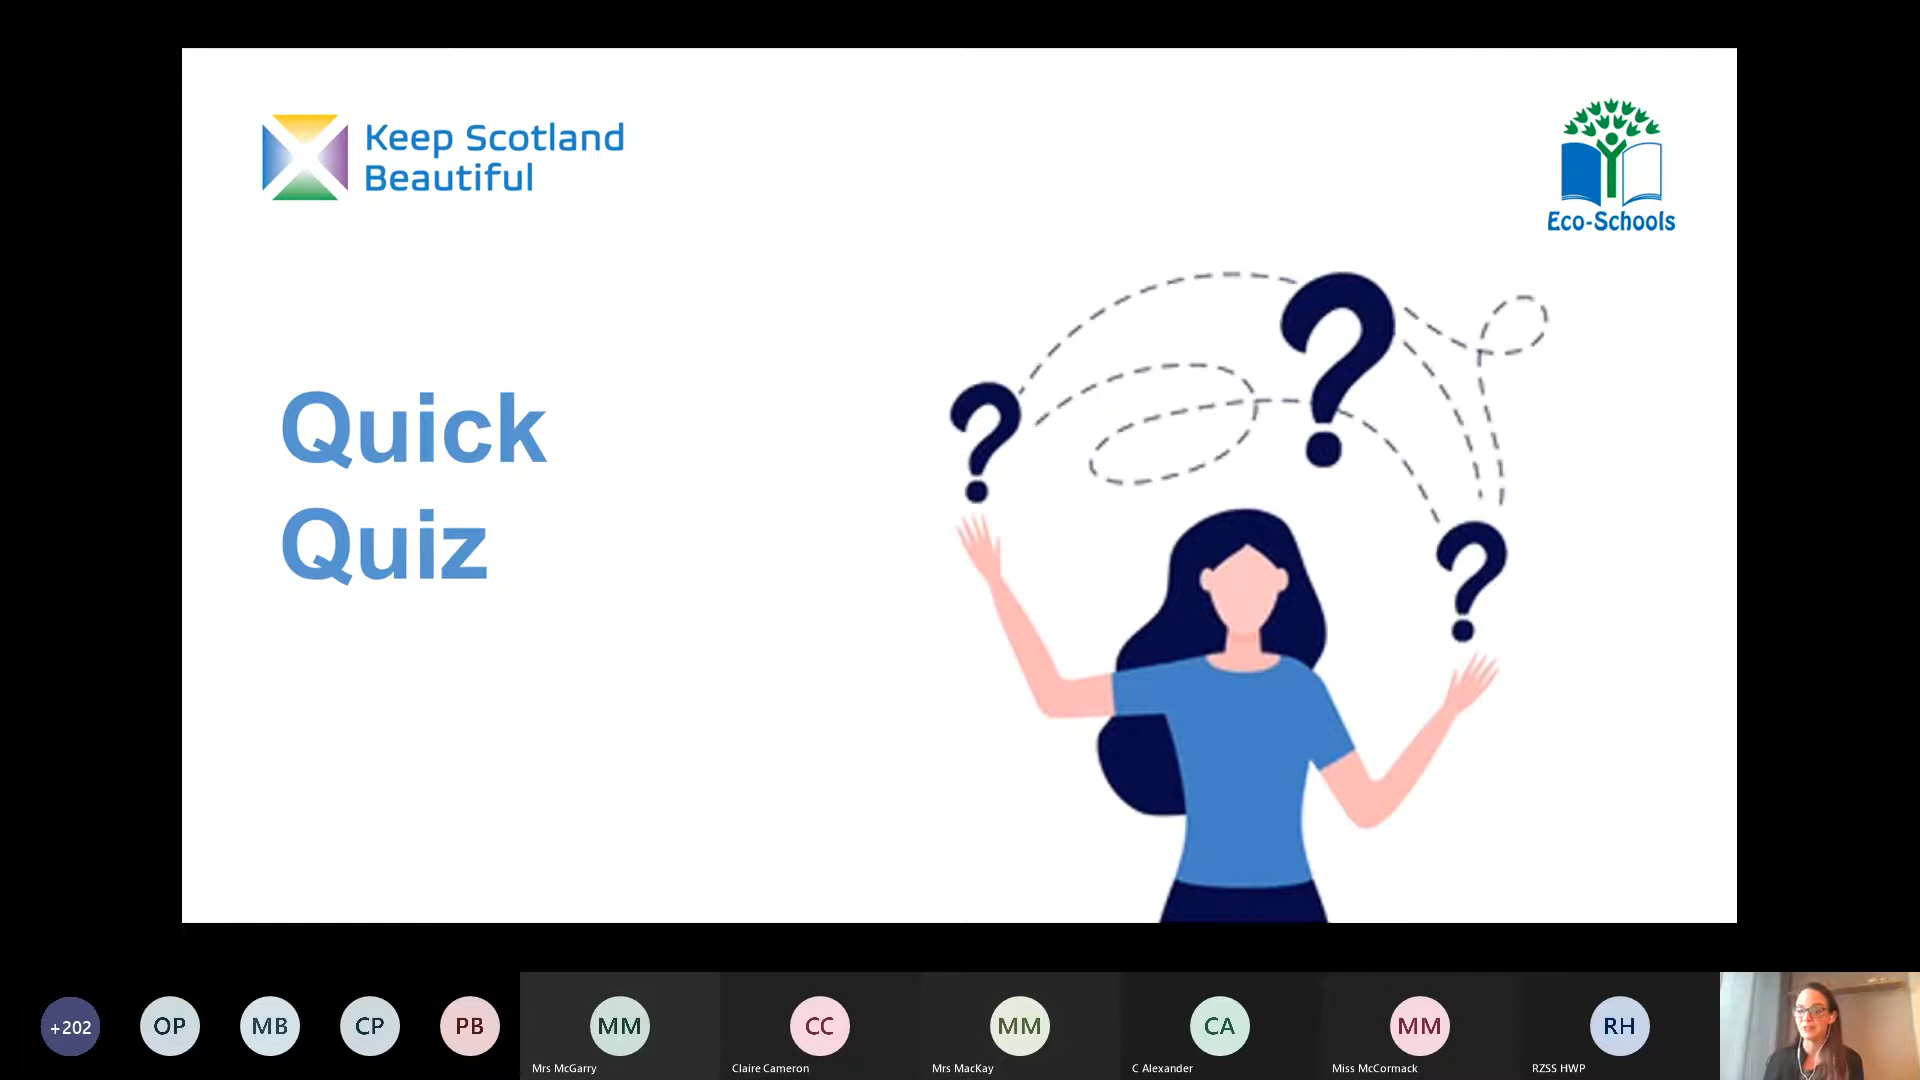 Keep Scotland
Beautiful
Eco-Schools
Quick
Quiz
? ? ?
+202
OP
MB
CP
PB
MM
Mrs McGarry
CC
Claire Cameron
MM
Mrs MacKay
CA
C Alexander
MM
Miss McCormack
RH
RZSS HWP